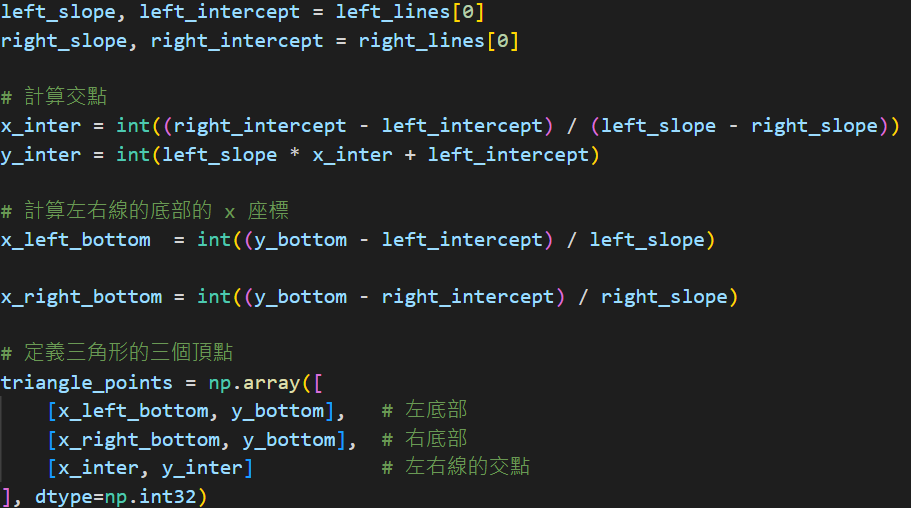 left_slope, left_intercept = left_lines[0]
right_slope, right_intercept = right_lines[0]
# 計算交點
x_inter = int((right_intercept - left_intercept) / (left_slope - right_slope))
y_inter = int(left_slope * x_inter + left_intercept)
# 計算左右線的底部的 x 座標
x_left_bottom  = int((y_bottom - left_intercept) / left_slope)
x_right_bottom = int((y_bottom - right_intercept) / right_slope)
# 定義三角形的三個頂點
triangle_points = np.array([
    [x_left_bottom, y_bottom],   # 左底部
    [x_right_bottom, y_bottom],  # 右底部
    [x_inter, y_inter]           # 左右線的交點
], dtype=np.int32)